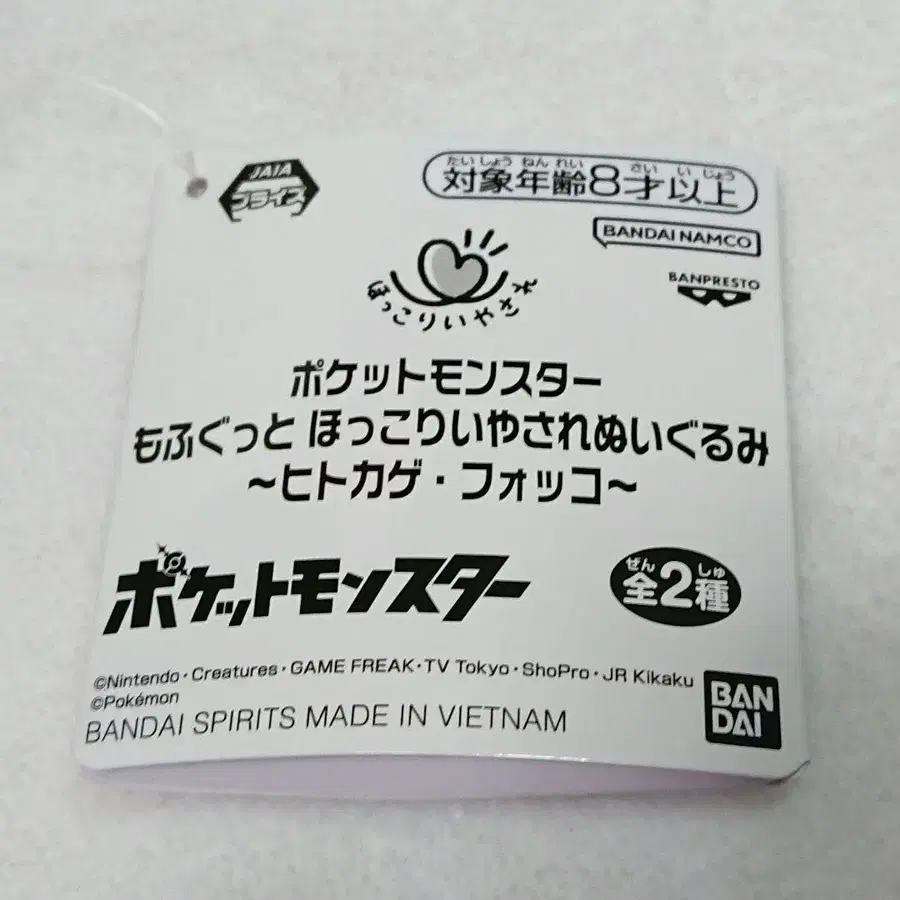 JAIA
プライズ
たいしょうねんれい さいいじょう
対象年齢8才以上
BANDAI NAMCO
BANPRESTO
ほっこりいやされ
ポケットモンスター
もふぐっと ほっこりいやされぬいぐるみ
～ヒトカゲ・フォッコ～
ポケットモンスター
ぜん しゅ
全2種
©Nintendo・Creatures・GAME FREAK・TV Tokyo・ShoPro・JR Kikaku
©Pokémon
BANDAI SPIRITS MADE IN VIETNAM
BAN
DAI